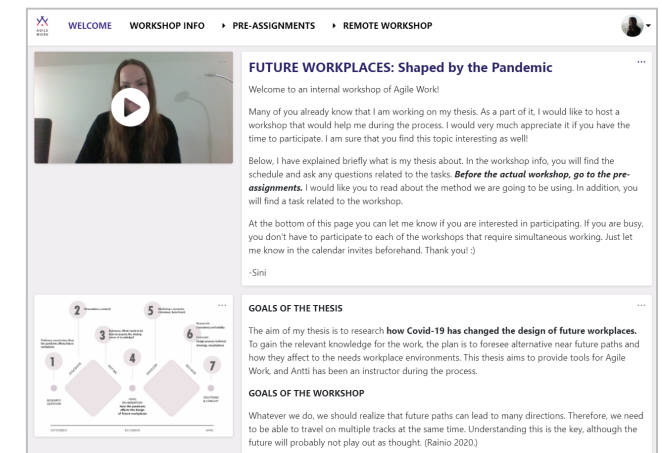 AGILE
WORK
WELCOME
WORKSHOP INFO
PRE-ASSIGNMENTS
REMOTE WORKSHOP
FUTURE WORKPLACES: Shaped by the Pandemic
Welcome to an internal workshop of Agile Work!
Many of you already know that I am working on my thesis. As a part of it, I would like to host a
workshop that would help me during the process. I would very much appreciate it if you have the
time to participate. I am sure that you find this topic interesting as well!
Below, I have explained briefly what is my thesis about. In the workshop info, you will find the
schedule and ask any questions related to the tasks. Before the actual workshop, go to the pre-
assignments. I would like you to read about the method we are going to be using. In addition, you
will find a task related to the workshop.
At the bottom of this page you can let me know if you are interested in participating. If you are busy,
you don't have to participate to each of the workshops that require simultaneous working. Just let
me know in the calendar invites beforehand. Thank you! :)
-Sini
2
5
3
6
1
4
7
SEPTEMBER
DECEMBER
APRIL
GOALS OF THE THESIS
The aim of my thesis is to research how Covid-19 has changed the design of future workplaces.
To gain the relevant knowledge for the work, the plan is to foresee alternative near future paths and
how they affect to the needs workplace environments. This thesis aims to provide tools for Agile
Work, and Antti has been an instructor during the process.
GOALS OF THE WORKSHOP
Whatever we do, we should realize that future paths can lead to many directions. Therefore, we need
to be able to travel on multiple tracks at the same time. Understanding this is the key, although the
future will probably not play out as thought. (Rainio 2020.)